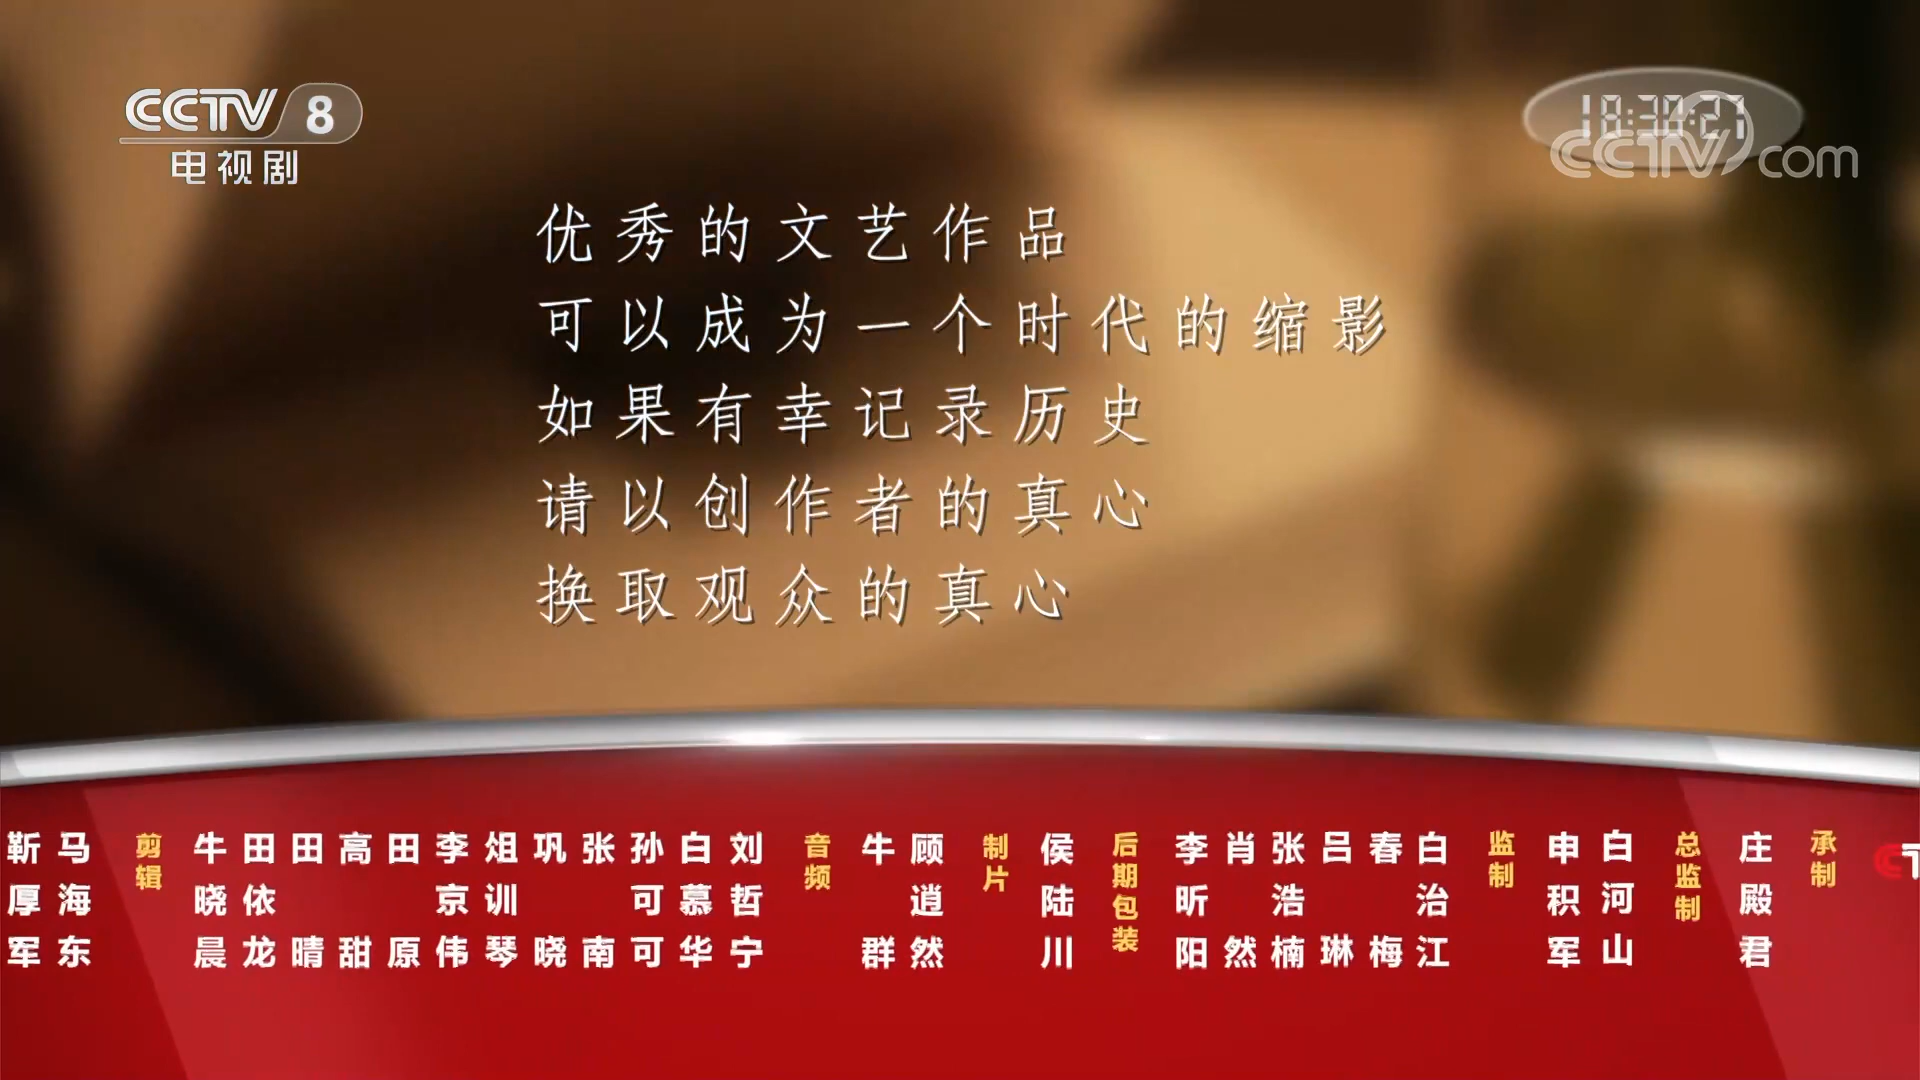 CCTV 8
电视剧
18:30:27
CCTV com
优秀的文艺作品
可以成为一个时代的缩影
如果有幸记录历史
请以创作者的真心
换取观众的真心
靳厚军
马海东
剪辑
牛晓晨
田依龙
田晴
高甜
田原
李京伟
俎训琴
巩晓
张南
孙可可
白慕华
刘哲宁
音频
牛群
顾逍然
制片
侯陆川
后期包装
李昕阳
肖然
张浩楠
吕琳
春梅
白治江
监制
申积军
白河山
总监制
庄殿君
承制